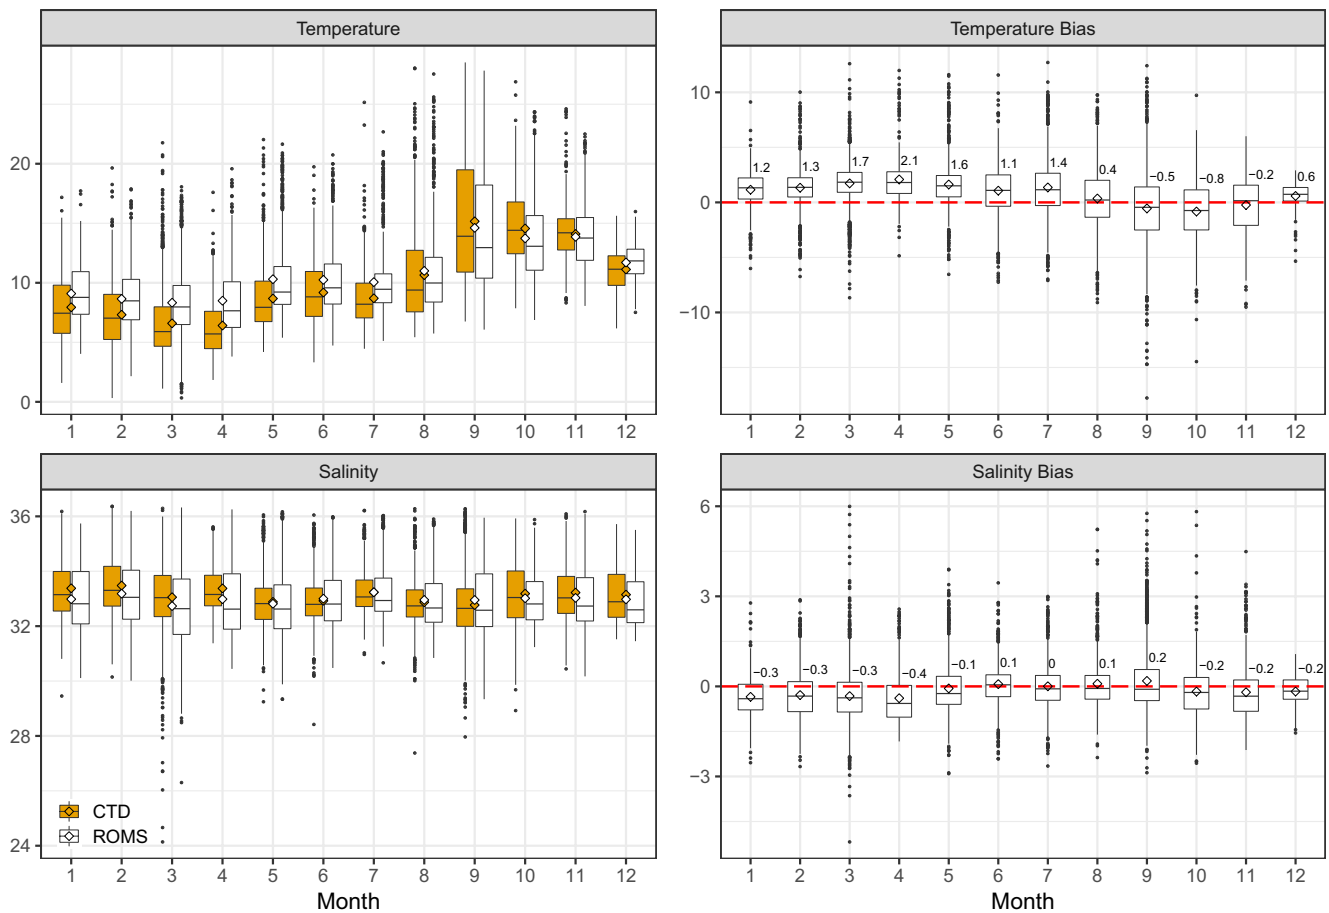 Temperature
20
10
0
1 2 3 4 5 6 7 8 9 10 11 12
Temperature Bias
10
0
−10
1.2 1.3 1.7 2.1 1.6 1.1 1.4 0.4 −0.5 −0.8 −0.2 0.6
1 2 3 4 5 6 7 8 9 10 11 12
Salinity
36
32
28
24
CTD
ROMS
1 2 3 4 5 6 7 8 9 10 11 12
Month
Salinity Bias
6
3
0
−3
−0.3 −0.3 −0.3 −0.4 −0.1 0.1 0 0.1 0.2 −0.2 −0.2 −0.2
1 2 3 4 5 6 7 8 9 10 11 12
Month